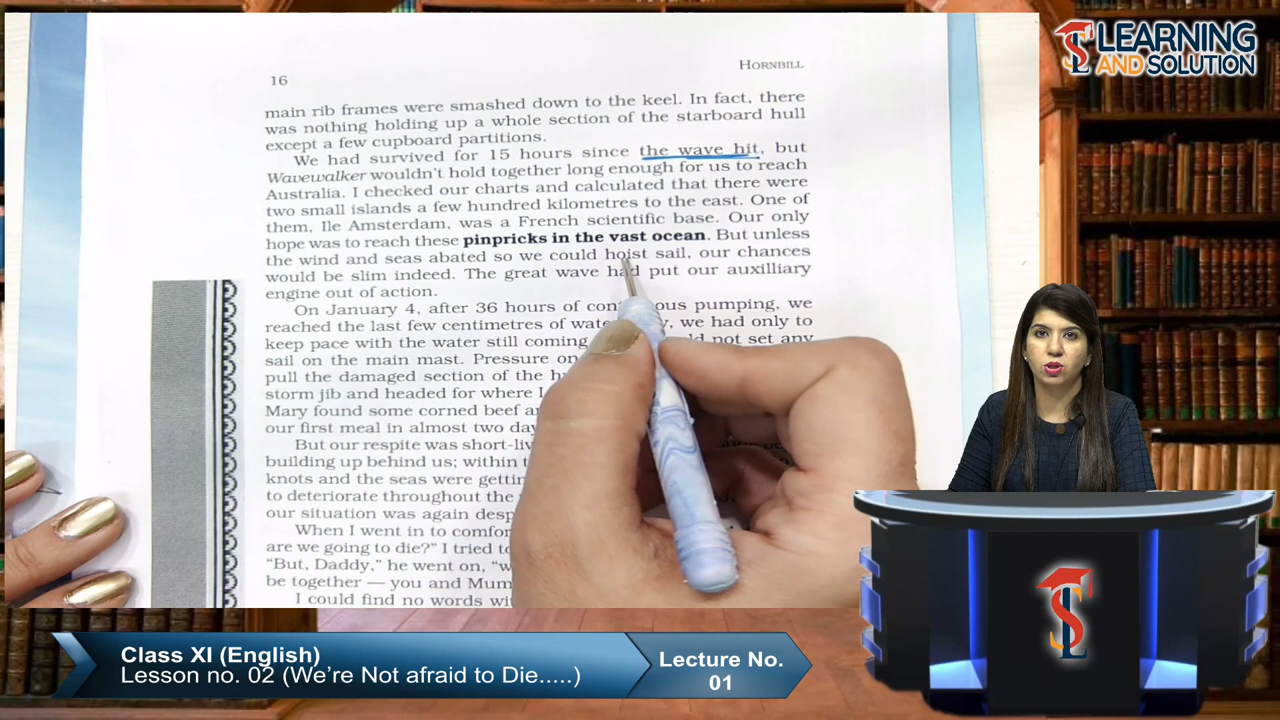 LEARNING
AND SOLUTION
16
HORNBILL
main rib frames were smashed down to the keel. In fact, there
was nothing holding up a whole section of the starboard hull
except a few cupboard partitions.
We had survived for 15 hours since the wave hit, but
Wavewalker wouldn't hold together long enough for us to reach
Australia. I checked our charts and calculated that there were
two small islands a few hundred kilometres to the east. One of
them, Ile Amsterdam, was a French scientific base. Our only
hope was to reach these pinpricks in the vast ocean. But unless
the wind and seas abated so we could hoist sail, our chances
would be slim indeed. The great wave had put our auxilliary
engine out of action.
On January 4, after 36 hours of pumping, we
reached the last few centimetres of we had only to
keep pace with the water still coming not set any
sail on the main mast. Pressure on
pull the damaged section of the
storm jib and headed for where
Mary found some corned beef
our first meal in almost two
But our respite was
building up behind us; within
knots and the seas were
to deteriorate throughout the
our situation was again
When I went in to
are we going to die?" I tried
"But, Daddy," he went on,
be together — you and
I could find no words
Class XI (English)
Lesson no. 02 (We're Not afraid to Die.....)
Lecture No.
01